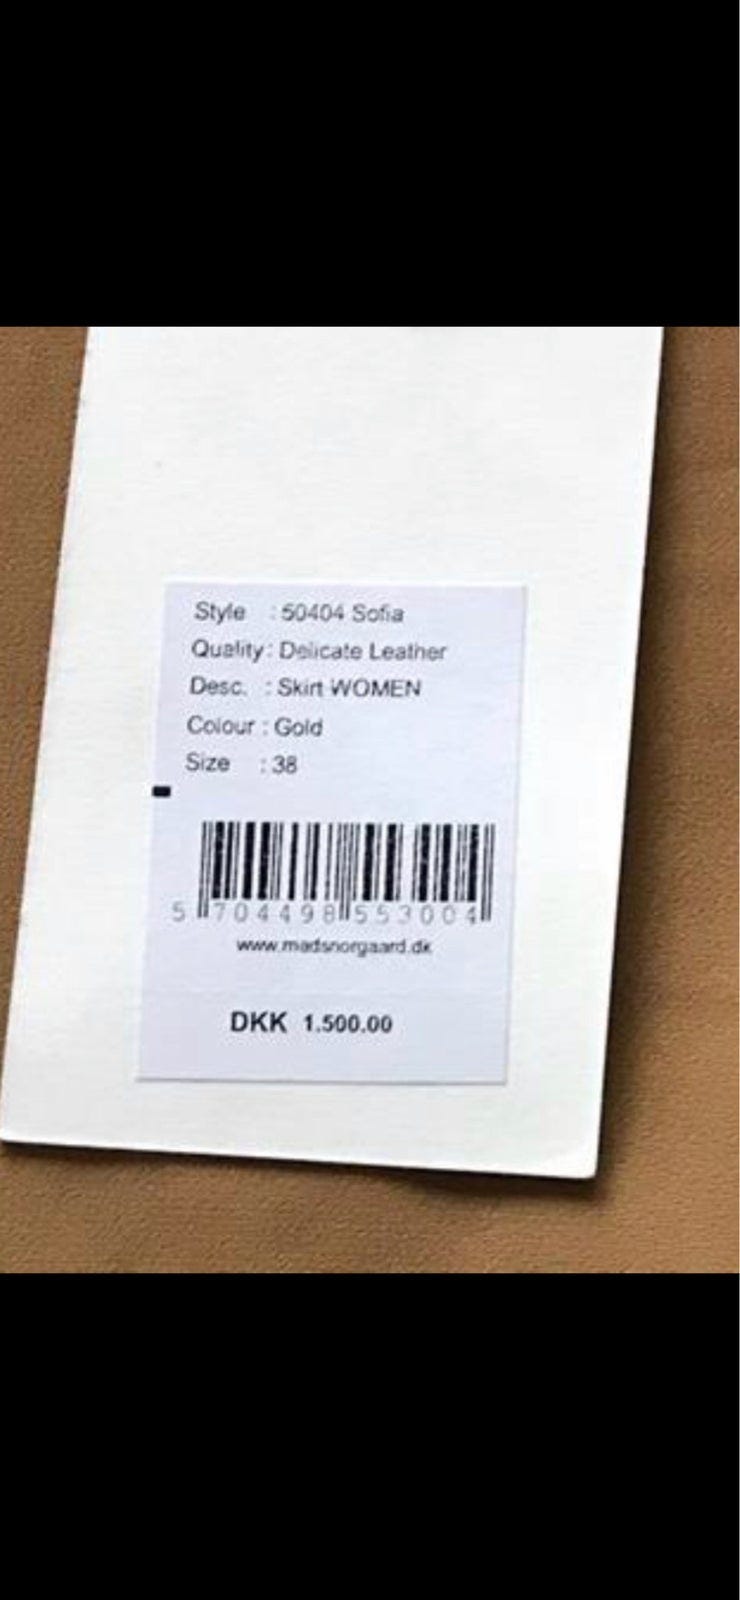 Style : 50404 Sofia
Quality : Delicate Leather
Desc. : Skirt WOMEN
Colour : Gold
Size : 38
5 704498 553004
www.madsnorgaard.dk
DKK 1.500.00